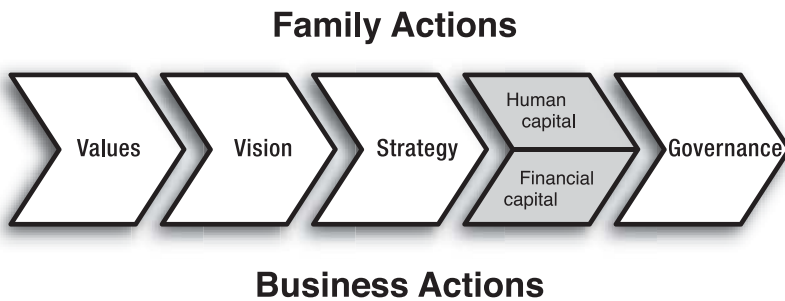 Family Actions
Values
Vision
Strategy
Human
capital
Financial
capital
Governance
Business Actions